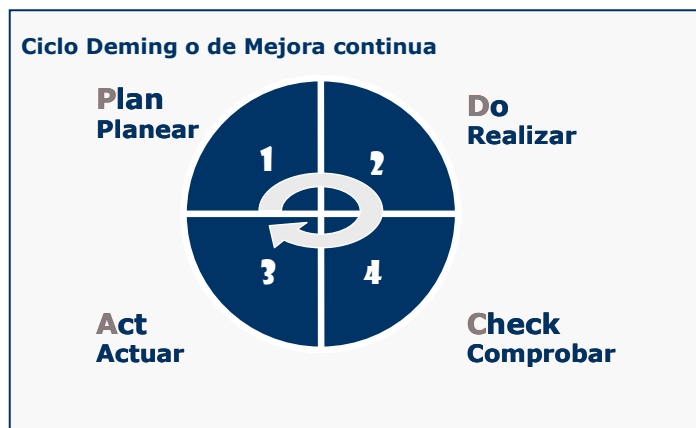 Ciclo Deming o de Mejora continua
Plan
Planear
Do
Realizar
1
2
3
4
Act
Actuar
Check
Comprobar